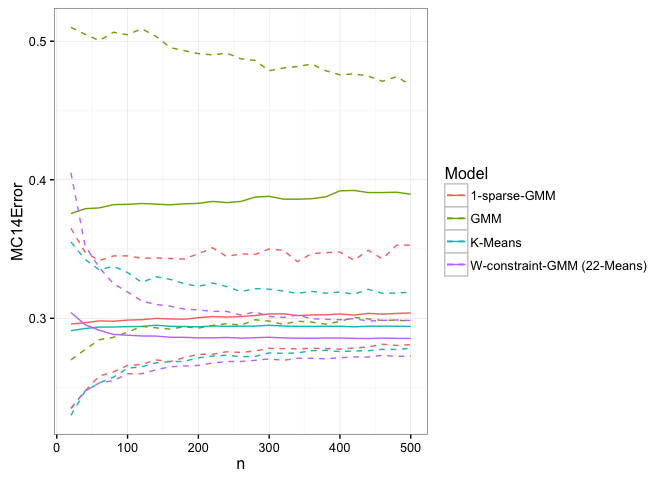 0.5
0.4
0.3
MC14Error
0
100
200
300
400
500
n
Model
1-sparse-GMM
GMM
K-Means
W-constraint-GMM (22-Means)